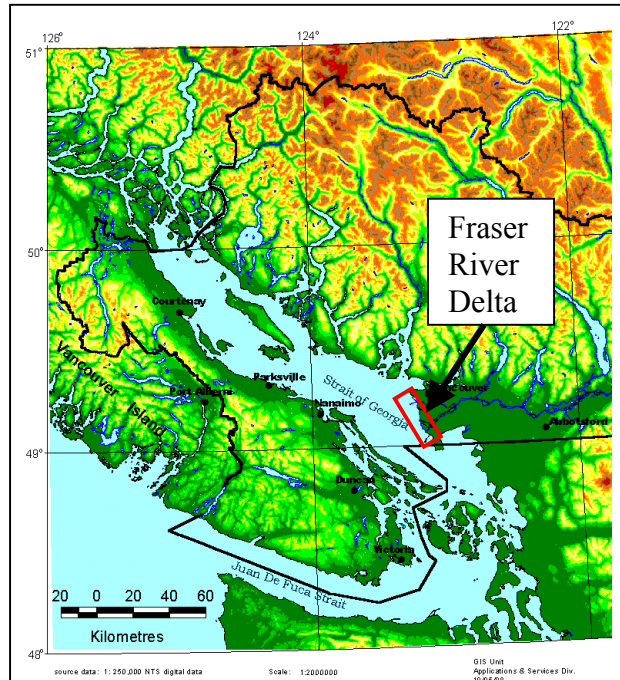 126°
124°
122°
51°
Fraser
River
Delta
50°
Courtenay
Strait of Georgia
Parksville
Vancouver Island
Port Alberni
Nanaimo
Abbotsford
49°
Duncan
Victoria
Juan De Fuca Strait
20 0 20 40 60
Kilometres
48°
source data: 1: 250,000 NTS digital data
Scale: 1:2000000
GIS Unit
Applications & Services Div.